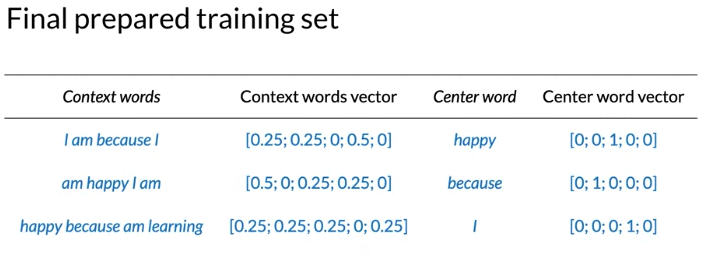 Final prepared training set
Context words Context words vector Center word Center word vector
I am because I [0.25; 0.25; 0; 0.5; 0] happy [0; 0; 1; 0; 0]
am happy I am [0.5; 0; 0.25; 0.25; 0] because [0; 1; 0; 0; 0]
happy because am learning [0.25; 0.25; 0.25; 0; 0.25] I [0; 0; 0; 1; 0]